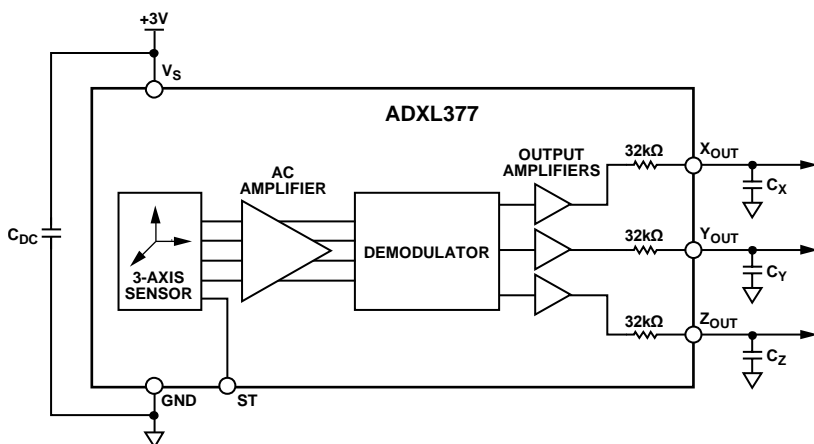 +3V
V_S
ADXL377
32kΩ
X_OUT
OUTPUT
AMPLIFIERS
AC
AMPLIFIER
C_X
C_DC
32kΩ
Y_OUT
DEMODULATOR
3-AXIS
SENSOR
C_Y
32kΩ
Z_OUT
C_Z
GND
ST